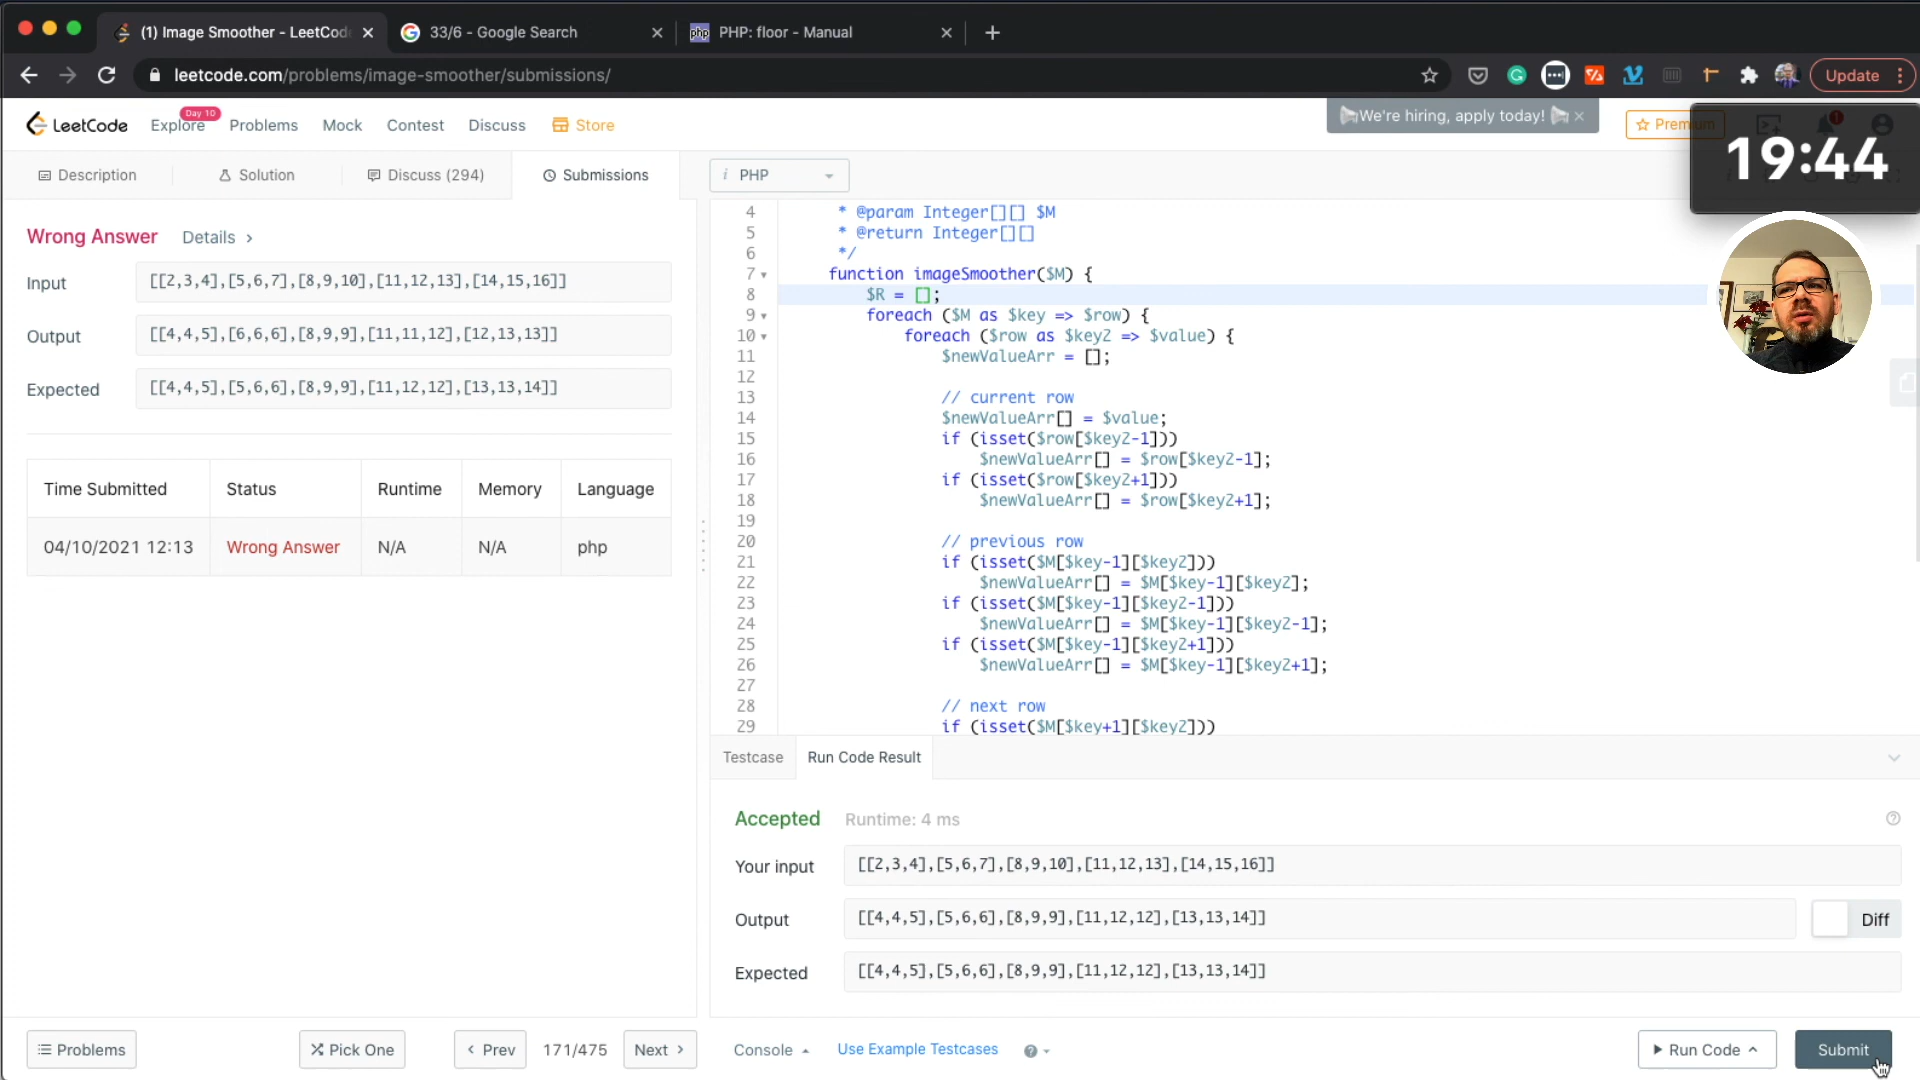 (1) Image Smoother - LeetCod
33/6 - Google Search
PHP: floor - Manual
leetcode.com/problems/image-smoother/submissions/
Update
LeetCode
Explore
Day 10
Problems
Mock
Contest
Discuss
Store
We're hiring, apply today!
Premium
1
19:44
Description
Solution
Discuss (294)
Submissions
i PHP
Wrong Answer
Details >
Input
[[2,3,4],[5,6,7],[8,9,10],[11,12,13],[14,15,16]]
Output
[[4,4,5],[6,6,6],[8,9,9],[11,11,12],[12,13,13]]
Expected
[[4,4,5],[5,6,6],[8,9,9],[11,12,12],[13,13,14]]
Time Submitted Status Runtime Memory Language
04/10/2021 12:13 Wrong Answer N/A N/A php
4 * @param Integer[][] $M
5 * @return Integer[][]
6 */
7 function imageSmoother($M) {
8 $R = [];
9 foreach ($M as $key => $row) {
10 foreach ($row as $key2 => $value) {
11 $newValueArr = [];
12
13 // current row
14 $newValueArr[] = $value;
15 if (isset($row[$key2-1]))
16 $newValueArr[] = $row[$key2-1];
17 if (isset($row[$key2+1]))
18 $newValueArr[] = $row[$key2+1];
19
20 // previous row
21 if (isset($M[$key-1][$key2]))
22 $newValueArr[] = $M[$key-1][$key2];
23 if (isset($M[$key-1][$key2-1]))
24 $newValueArr[] = $M[$key-1][$key2-1];
25 if (isset($M[$key-1][$key2+1]))
26 $newValueArr[] = $M[$key-1][$key2+1];
27
28 // next row
29 if (isset($M[$key+1][$key2]))
Testcase
Run Code Result
Accepted
Runtime: 4 ms
Your input
[[2,3,4],[5,6,7],[8,9,10],[11,12,13],[14,15,16]]
Output
[[4,4,5],[5,6,6],[8,9,9],[11,12,12],[13,13,14]]
Diff
Expected
[[4,4,5],[5,6,6],[8,9,9],[11,12,12],[13,13,14]]
Problems
Pick One
< Prev
171/475
Next >
Console
Use Example Testcases
Run Code
Submit